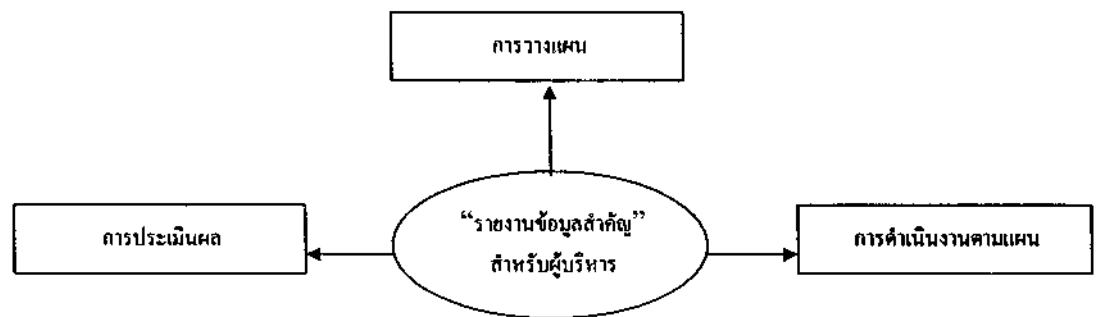 การวางแผน
“รายงานข้อมูลสำคัญ”
สำหรับผู้บริหาร
การประเมินผล
การดำเนินงานตามแผน